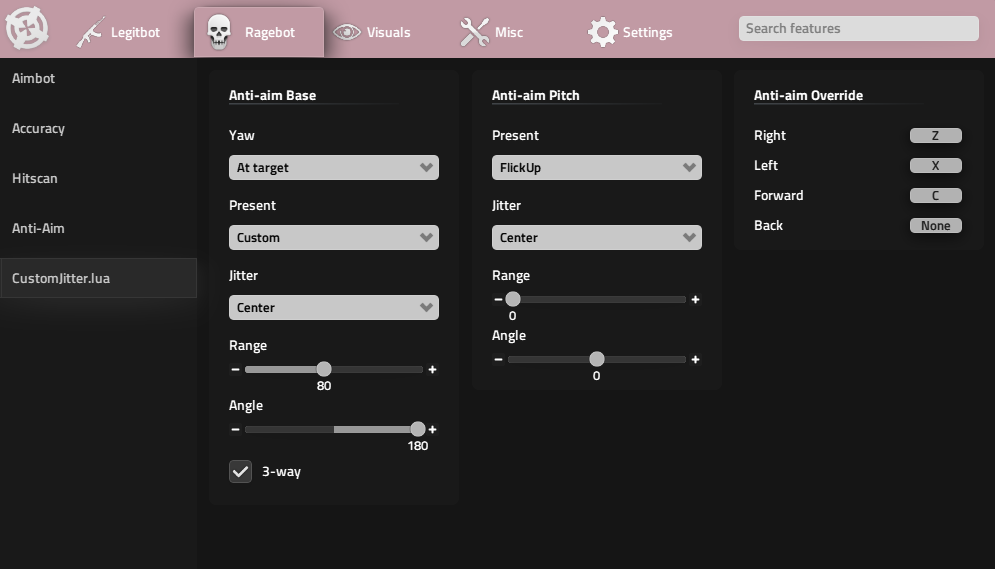 Legitbot
Ragebot
Visuals
Misc
Settings
Search features
Aimbot
Accuracy
Hitscan
Anti-Aim
CustomJitter.lua
Anti-aim Base
Yaw
At target
Present
Custom
Jitter
Center
Range
80
Angle
180
3-way
Anti-aim Pitch
Present
FlickUp
Jitter
Center
Range
0
Angle
0
Anti-aim Override
Right Z
Left X
Forward C
Back None